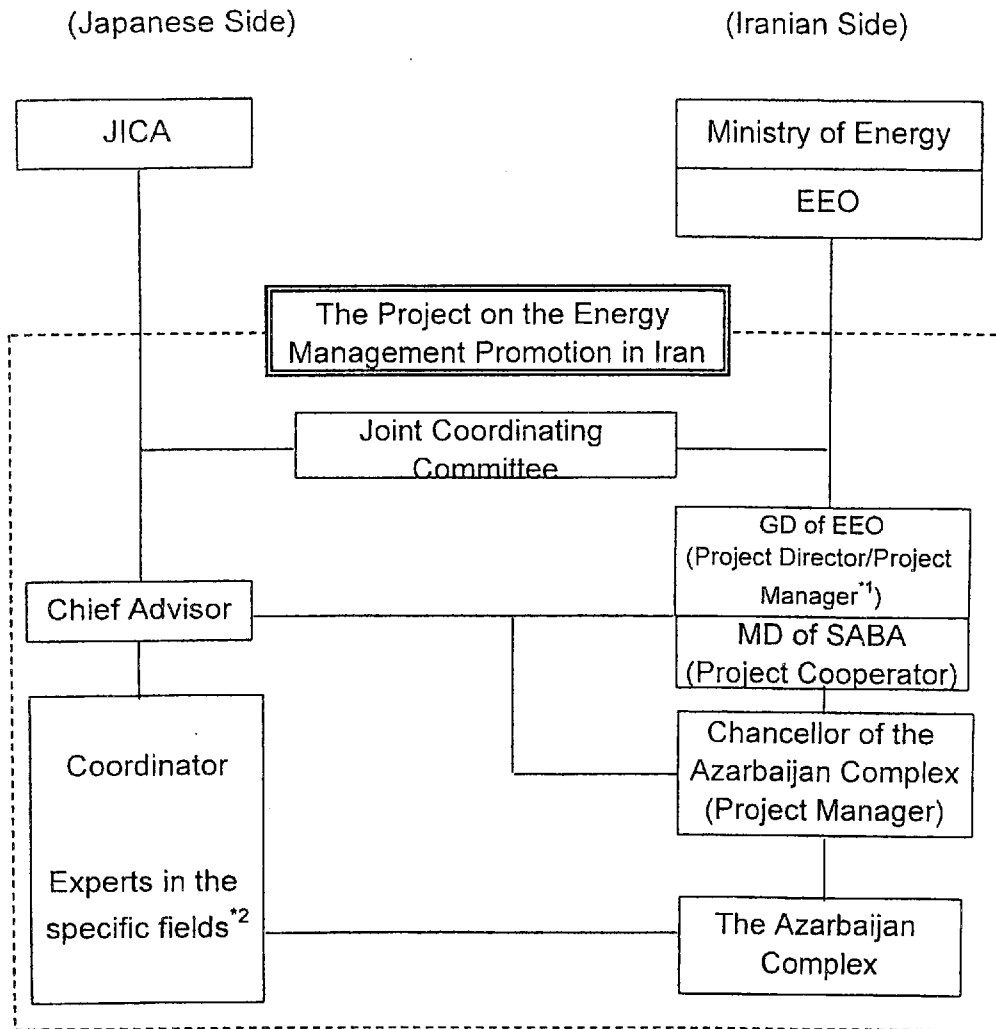 (Japanese Side)
(Iranian Side)
JICA
Ministry of Energy
EEO
The Project on the Energy
Management Promotion in Iran
Joint Coordinating
Committee
GD of EEO
(Project Director/Project
Manager*1)
Chief Advisor
MD of SABA
(Project Cooperator)
Coordinator
Experts in the
specific fields*2
Chancellor of the
Azarbaijan Complex
(Project Manager)
The Azarbaijan
Complex